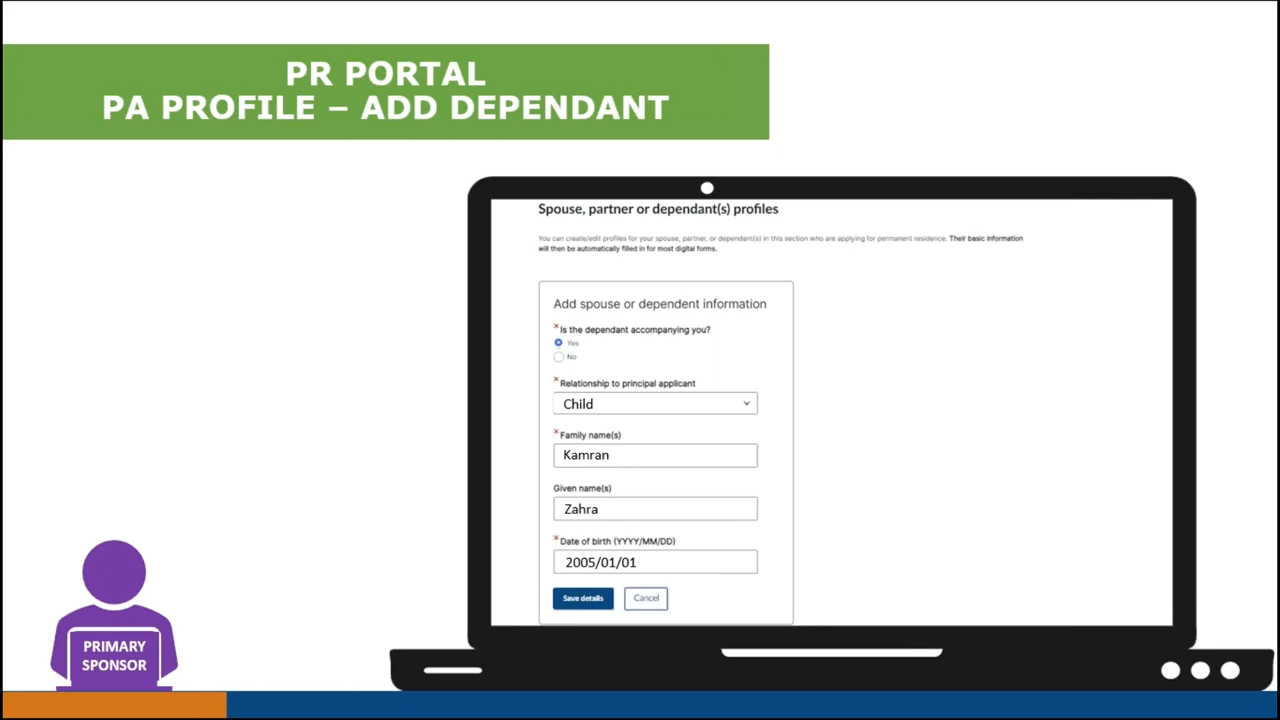 PR PORTAL
PA PROFILE – ADD DEPENDANT
Spouse, partner or dependant(s) profiles
You can create/edit profiles for your spouse, partner, or dependant(s) in this section who are applying for permanent residence. Their basic information
will then be automatically filled in for most digital forms.
Add spouse or dependent information
*Is the dependant accompanying you?
Yes
No
*Relationship to principal applicant
Child
*Family name(s)
Kamran
Given name(s)
Zahra
*Date of birth (YYYY/MM/DD)
2005/01/01
Save details Cancel
PRIMARY
SPONSOR